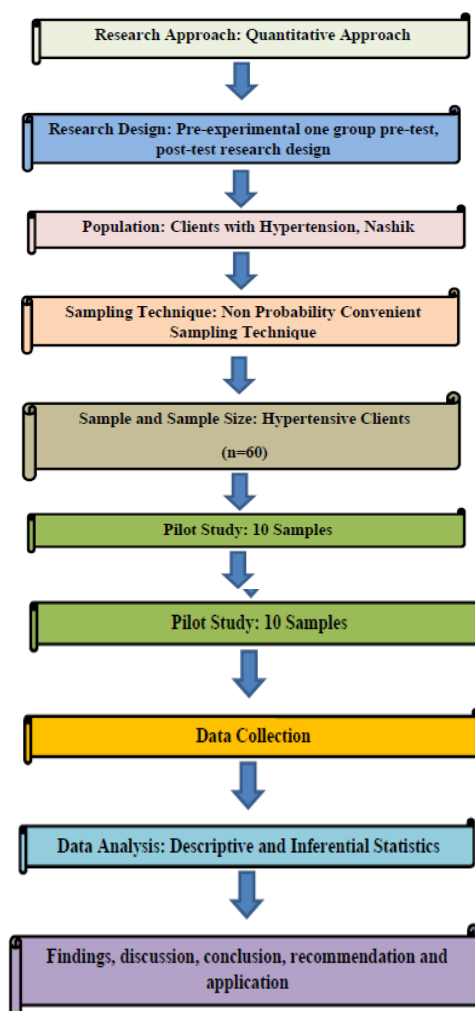 Research Approach: Quantitative Approach
Research Design: Pre-experimental one group pre-test,
post-test research design
Population: Clients with Hypertension, Nashik
Sampling Technique: Non Probability Convenient
Sampling Technique
Sample and Sample Size: Hypertensive Clients
(n=60)
Pilot Study: 10 Samples
Pilot Study: 10 Samples
Data Collection
Data Analysis: Descriptive and Inferential Statistics
Findings, discussion, conclusion, recommendation and
application